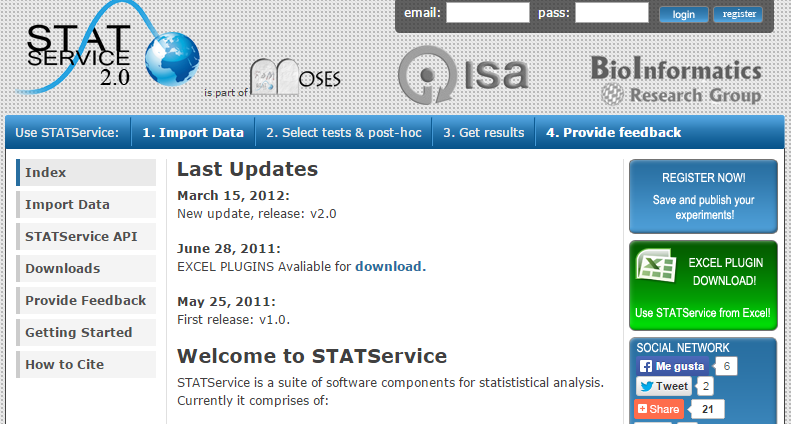 email:
pass:
login
register
STAT
SERVICE
2.0
is part of
MOSES
isa
BioInformatics
Research Group
Use STATService:
1. Import Data
2. Select tests & post-hoc
3. Get results
4. Provide feedback
Index
Import Data
STATService API
Downloads
Provide Feedback
Getting Started
How to Cite
Last Updates
March 15, 2012:
New update, release: v2.0
June 28, 2011:
EXCEL PLUGINS Avaliable for download.
May 25, 2011:
First release: v1.0.
Welcome to STATService
STATService is a suite of software components for statististical analysis.
Currently it comprises of:
REGISTER NOW!
Save and publish your
experiments!
EXCEL PLUGIN
DOWNLOAD!
Use STATService from Excel!
SOCIAL NETWORK
Me gusta 6
Tweet 2
Share 21